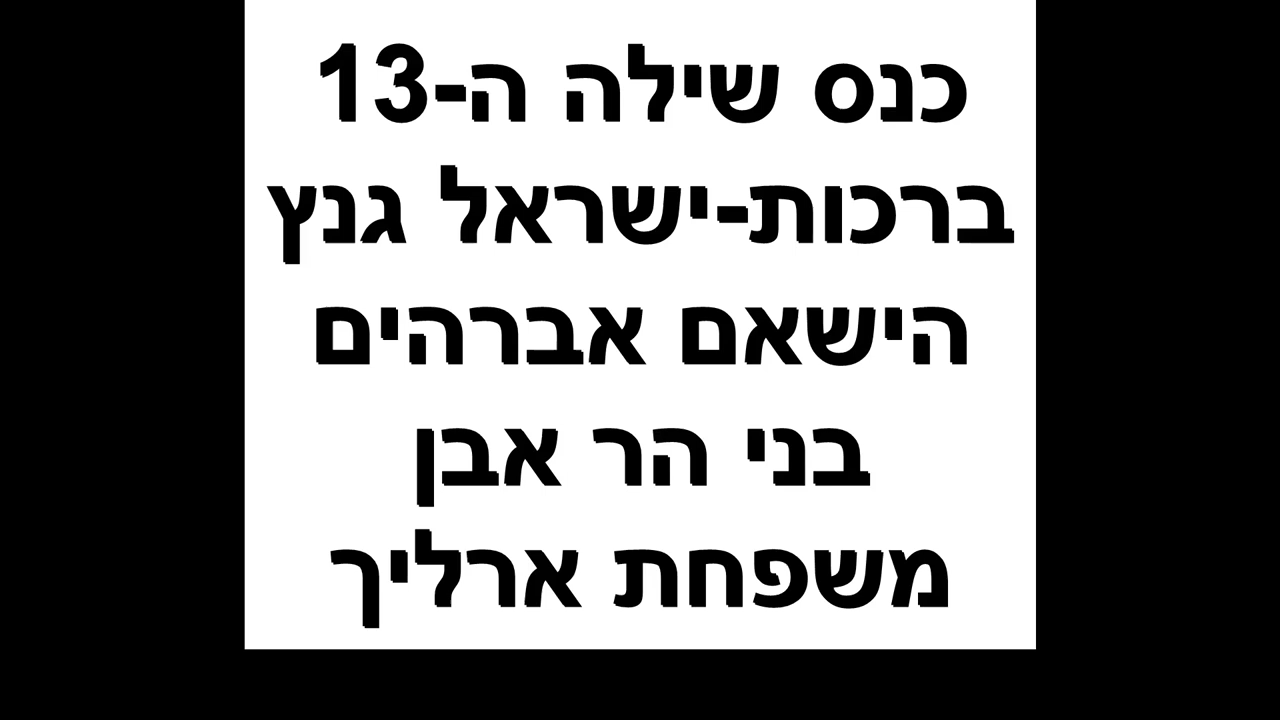 כנס שילה ה-13
ברכות-ישראל גנץ
הישאם אברהים
בני הר אבן
משפחת ארליך